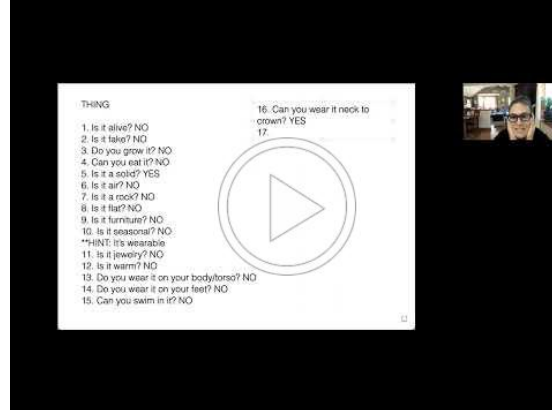 THING
1. Is it alive? NO
2. Is it fake? NO
3. Do you grow it? NO
4. Can you eat it? NO
5. Is it a solid? YES
6. Is it air? NO
7. Is it a rock? NO
8. Is it flat? NO
9. Is it furniture? NO
10. Is it seasonal? NO
**HINT: It's wearable
11. Is it jewelry? NO
12. Is it warm? NO
13. Do you wear it on your body/torso? NO
14. Do you wear it on your feet? NO
15. Can you swim in it? NO
16. Can you wear it neck to
crown? YES
17.